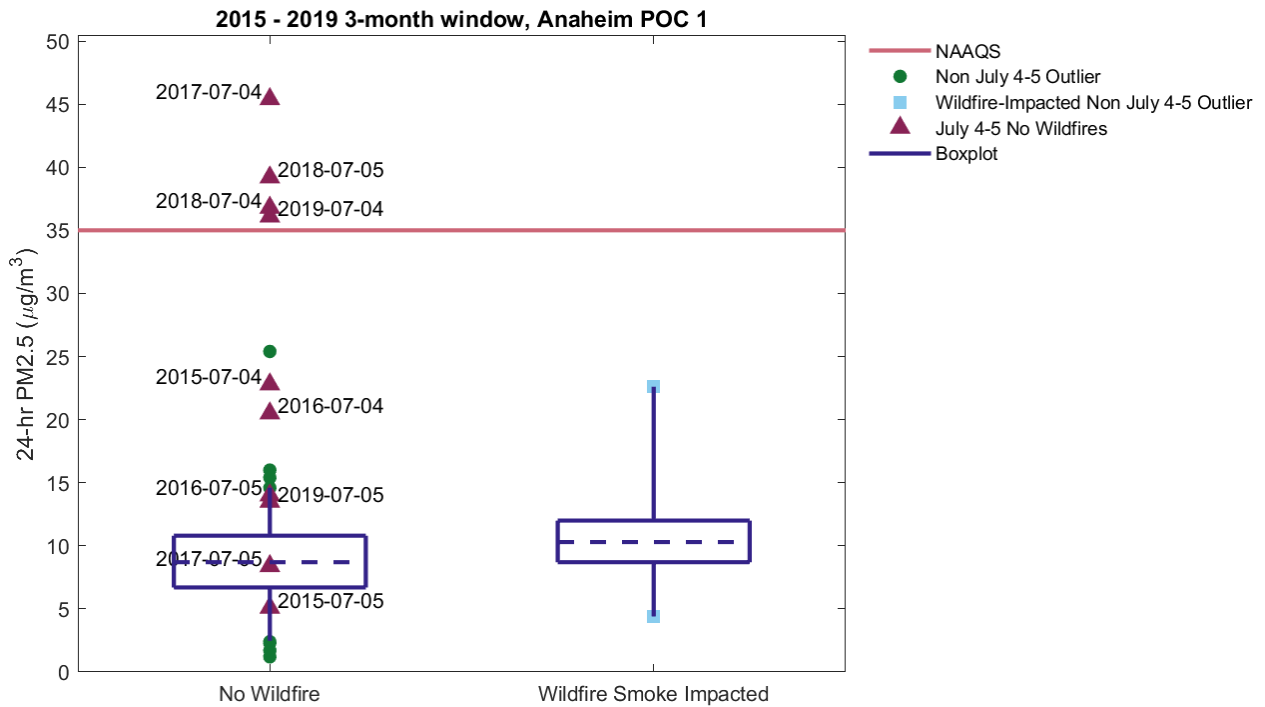 2015 - 2019 3-month window, Anaheim POC 1
24-hr PM2.5 (μg/m³)
50
45
40
35
30
25
20
15
10
5
0
2017-07-04
2018-07-05
2018-07-04
2019-07-04
2015-07-04
2016-07-04
2016-07-05
2019-07-05
2017-07-05
2015-07-05
No Wildfire
Wildfire Smoke Impacted
NAAQS
Non July 4-5 Outlier
Wildfire-Impacted Non July 4-5 Outlier
July 4-5 No Wildfires
Boxplot